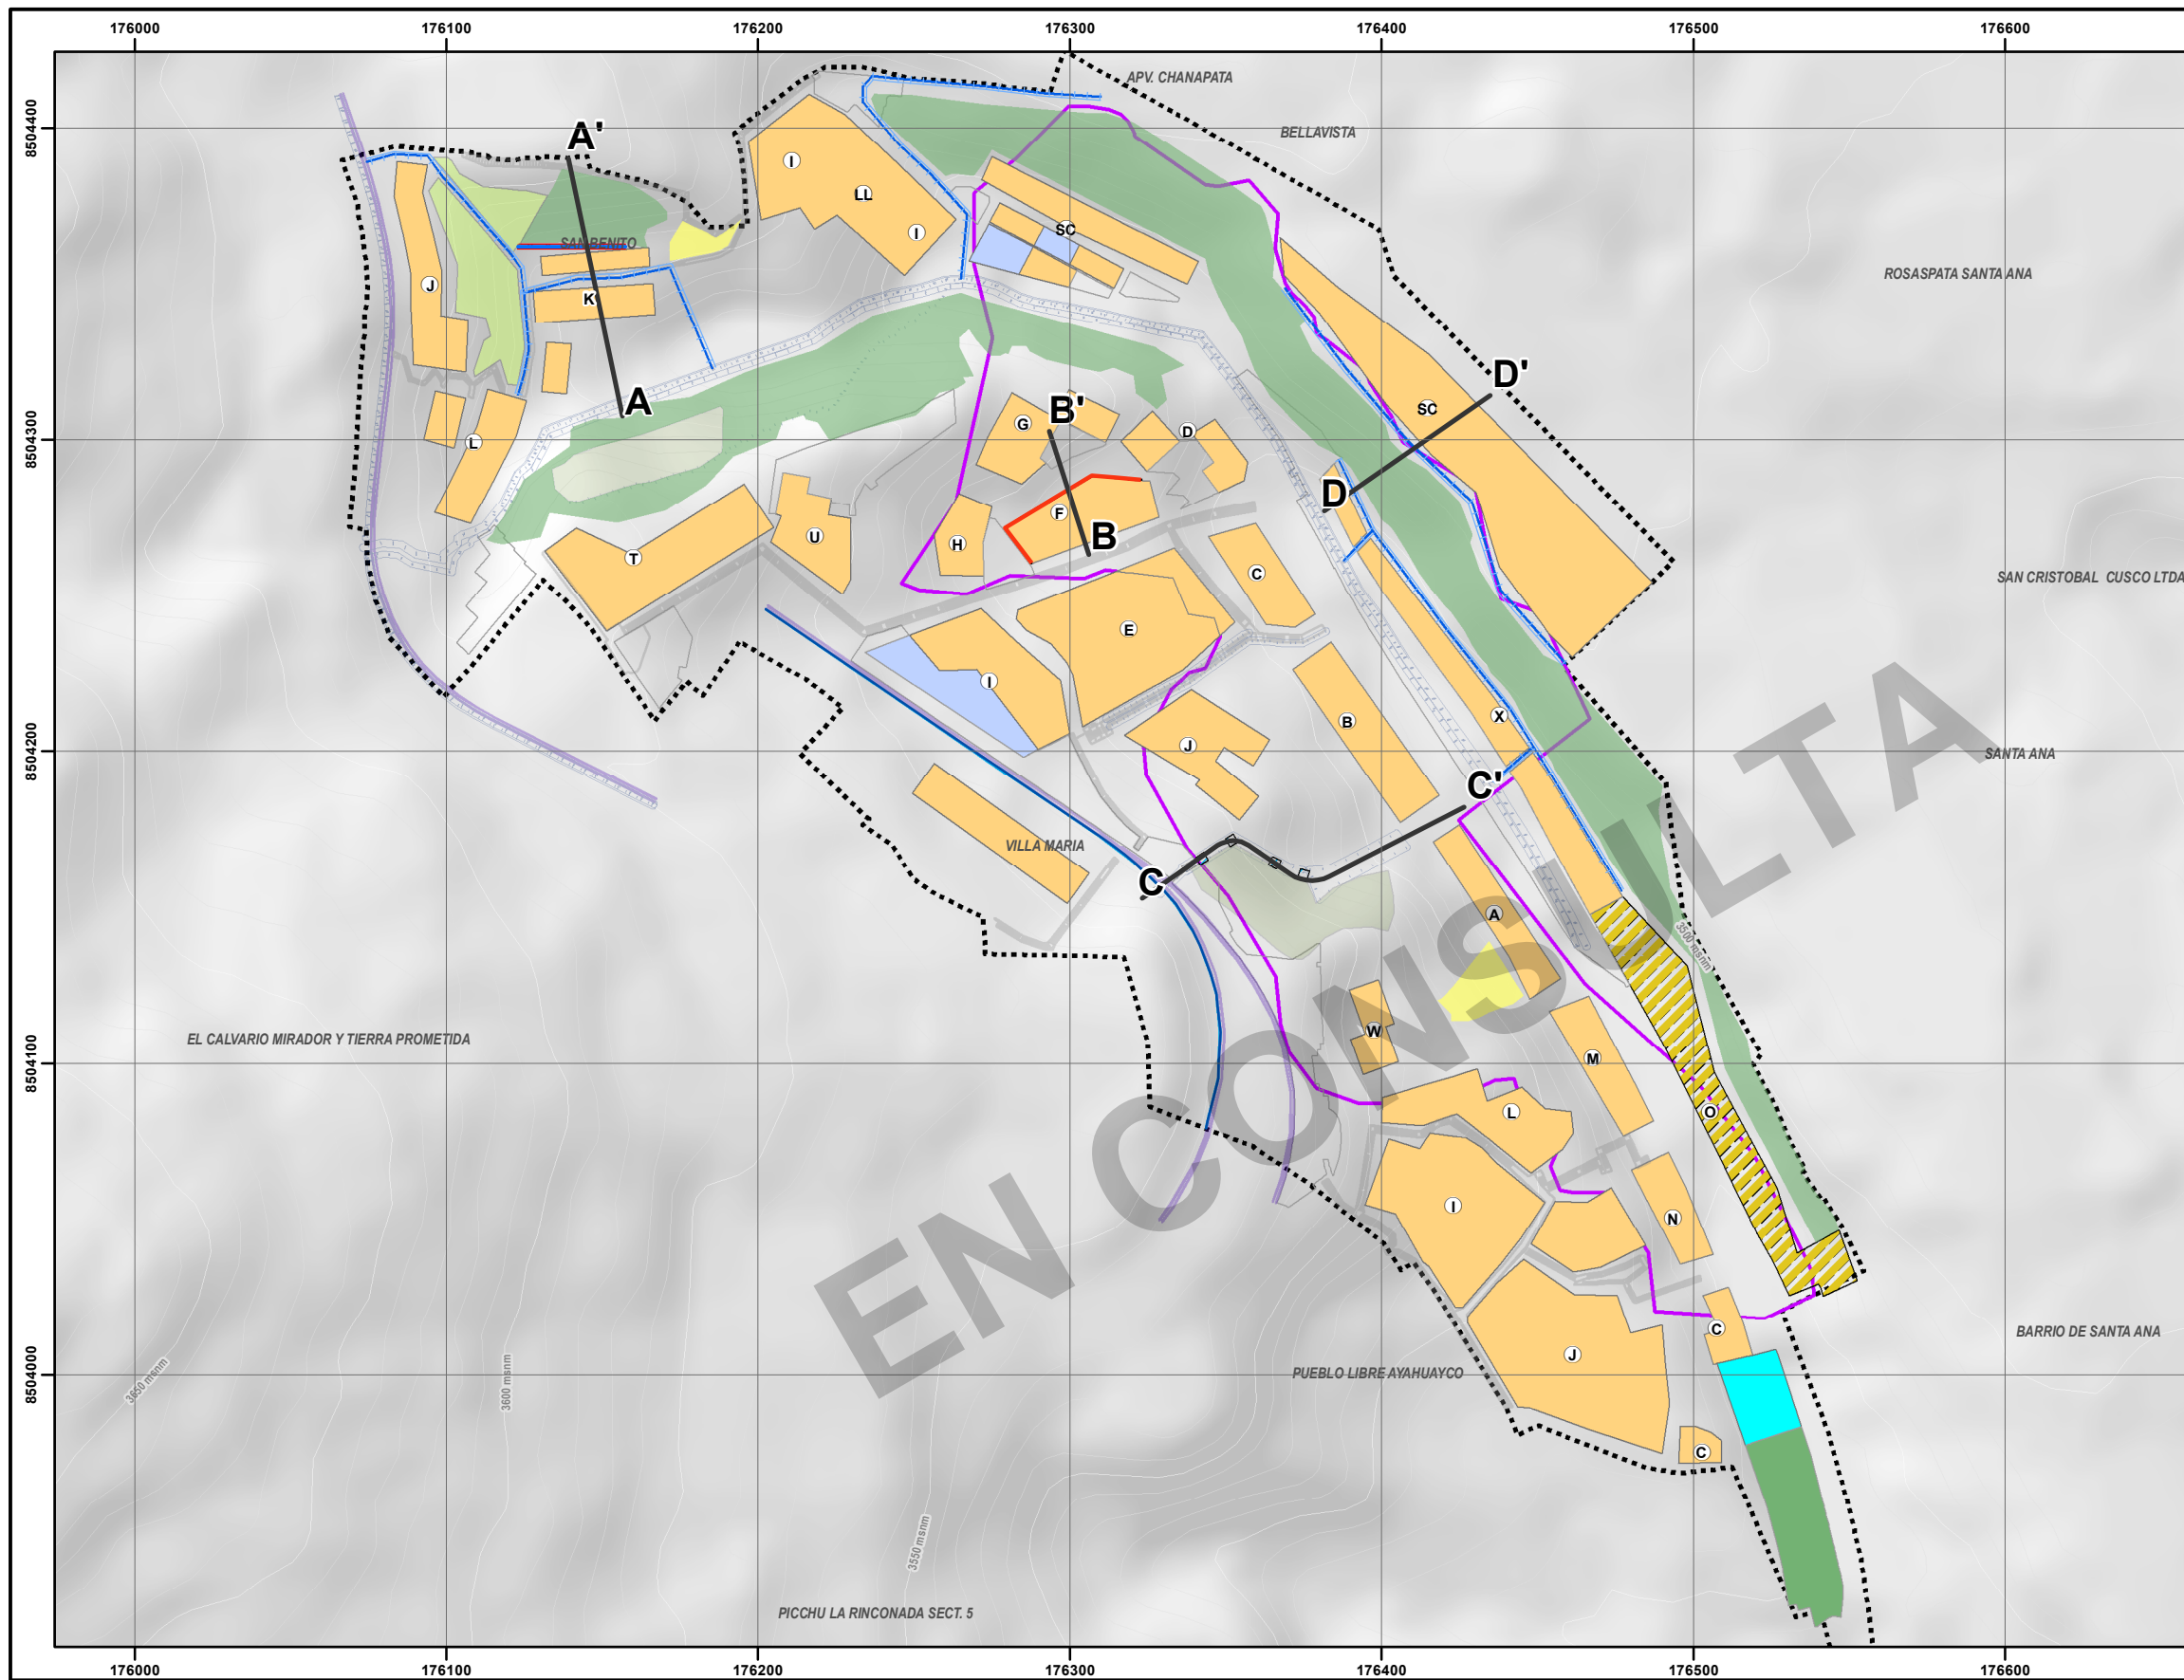 176000 176100 176200 176300 176400 176500 176600
APV. CHANAPATA
8504400
BELLAVISTA
A'
I
LL
I
SC
SAN BENITO
J
K
ROSASPATA SANTA ANA
D'
A
B'
SC
8504300
G
D
L
D
F
U
B
H
T
C
SAN CRISTOBAL CUSCO LTDA
E
I
X
B
J
8504200
SANTA ANA
C'
VILLA MARIA
C
A
3500 msnm
W
EL CALVARIO MIRADOR Y TIERRA PROMETIDA
M
8504100
O
L
I
N
EN CONSULTA
C
BARRIO DE SANTA ANA
J
PUEBLO LIBRE AYAHUAYCO
8504000
3650 msnm
3600 msnm
C
3550 msnm
PICCHU LA RINCONADA SECT. 5
176000 176100 176200 176300 176400 176500 176600